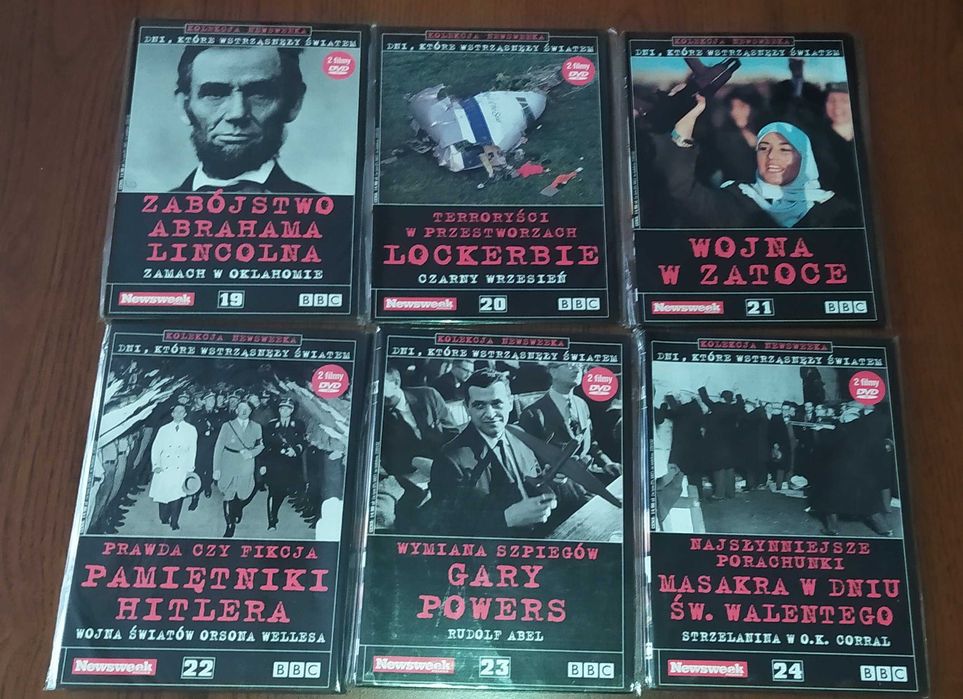 KOLEKCJA NEWSWEEKA
DNI, KTÓRE WSTRZĄSNĘŁY ŚWIATEM
2 filmy
DVD
ZABÓJSTWO
ABRAHAMA
LINCOLNA
ZAMACH W OKLAHOMIE
Newsweek
19
BBC
KOLEKCJA NEWSWEEKA
DNI, KTÓRE WSTRZĄSNĘŁY ŚWIATEM
2 filmy
DVD
TERRORYŚCI
W PRZESTWORZACH
LOCKERBIE
CZARNY WRZESIEŃ
Newsweek
20
BBC
KOLEKCJA NEWSWEEKA
DNI, KTÓRE WSTRZĄSNĘŁY ŚWIATEM
WOJNA
W ZATOCE
Newsweek
21
BBC
KOLEKCJA NEWSWEEKA
DNI, KTÓRE WSTRZĄSNĘŁY ŚWIATEM
2 filmy
DVD
PRAWDA CZY FIKCJA
PAMIĘTNIKI
HITLERA
WOJNA ŚWIATÓW ORSONA WELLESA
Newsweek
22
BBC
KOLEKCJA NEWSWEEKA
DNI, KTÓRE WSTRZĄSNĘŁY ŚWIATEM
2 filmy
DVD
WYMIANA SZPIEGÓW
GARY
POWERS
RUDOLF ABEL
Newsweek
23
BBC
KOLEKCJA NEWSWEEKA
DNI, KTÓRE WSTRZĄSNĘŁY ŚWIATEM
2 filmy
DVD
NAJSŁYNNIEJSZE
PORACHUNKI
MASAKRA W DNIU
ŚW. WALENTEGO
STRZELANINA W O.K. CORRAL
Newsweek
24
BBC